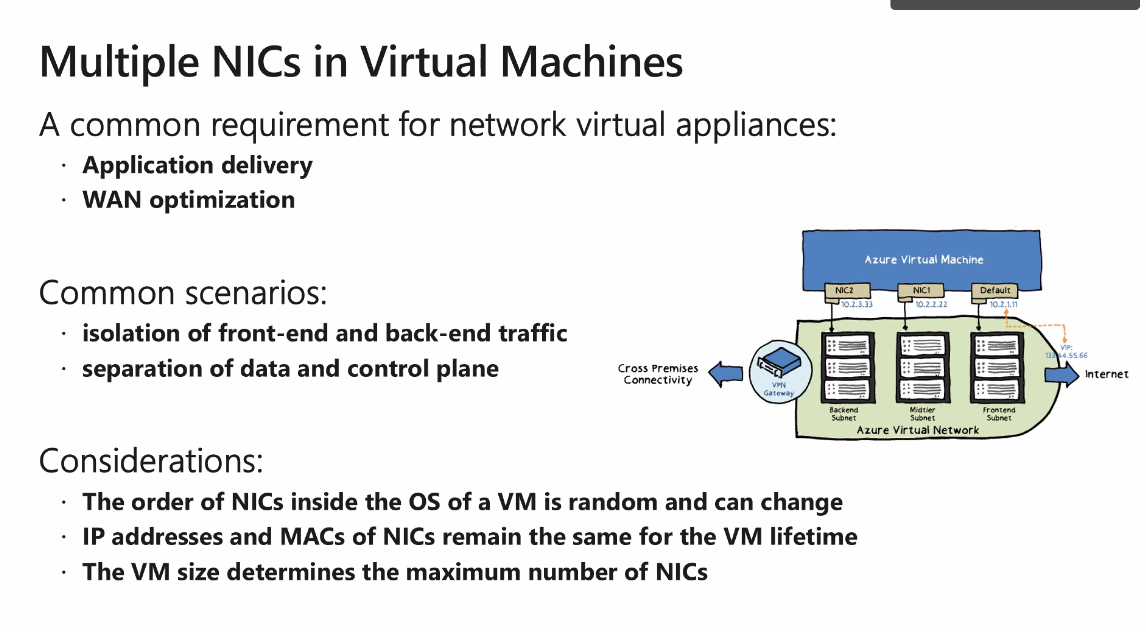 Multiple NICs in Virtual Machines
A common requirement for network virtual appliances:
· Application delivery
· WAN optimization
Common scenarios:
· isolation of front-end and back-end traffic
· separation of data and control plane
Considerations:
· The order of NICs inside the OS of a VM is random and can change
· IP addresses and MACs of NICs remain the same for the VM lifetime
· The VM size determines the maximum number of NICs
Azure Virtual Machine
NIC2
NIC1
Default
10.2.3.33
10.2.2.22
10.2.1.11
VIP:
Cross Premises
Connectivity
VPN
Gateway
Internet
Backend
Subnet
Midtier
Subnet
Frontend
Subnet
Azure Virtual Network